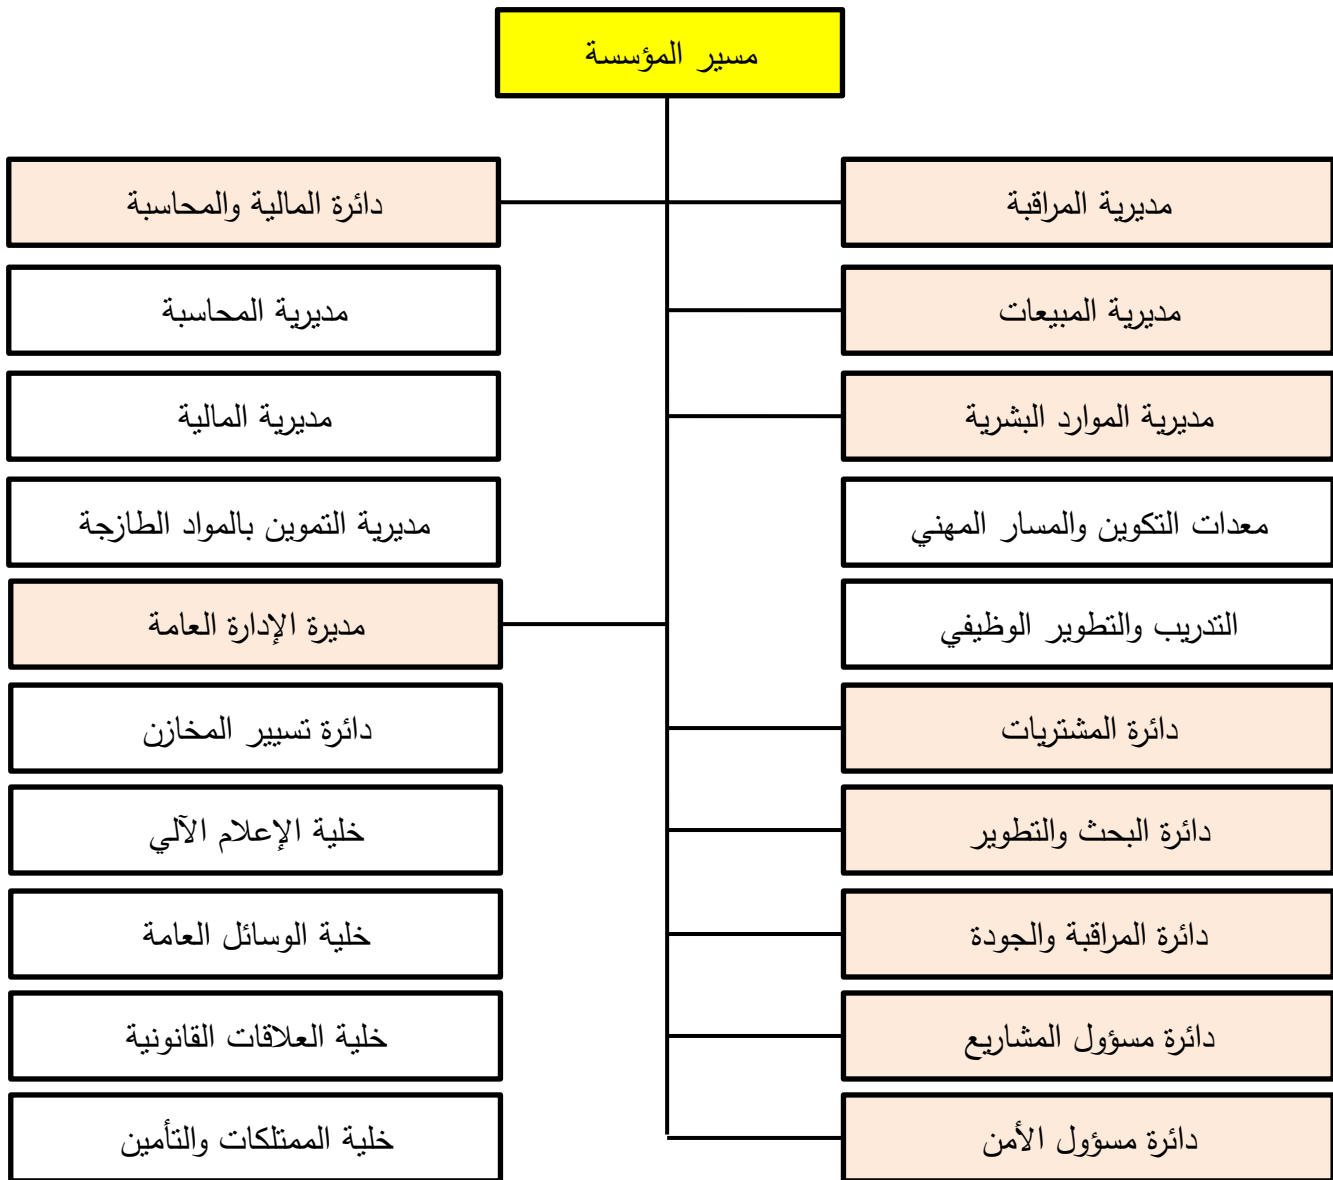 مسير المؤسسة
مديرية المراقبة
دائرة المالية والمحاسبة
مديرية المبيعات
مديرية المحاسبة
مديرية الموارد البشرية
مديرية المالية
معدات التكوين والمسار المهني
مديرية التموين بالمواد الطازجة
التدريب والتطوير الوظيفي
مديرة الإدارة العامة
دائرة المشتريات
دائرة تسيير المخازن
دائرة البحث والتطوير
خلية الإعلام الآلي
دائرة المراقبة والجودة
خلية الوسائل العامة
دائرة مسؤول المشاريع
خلية العلاقات القانونية
دائرة مسؤول الأمن
خلية الممتلكات والتأمين